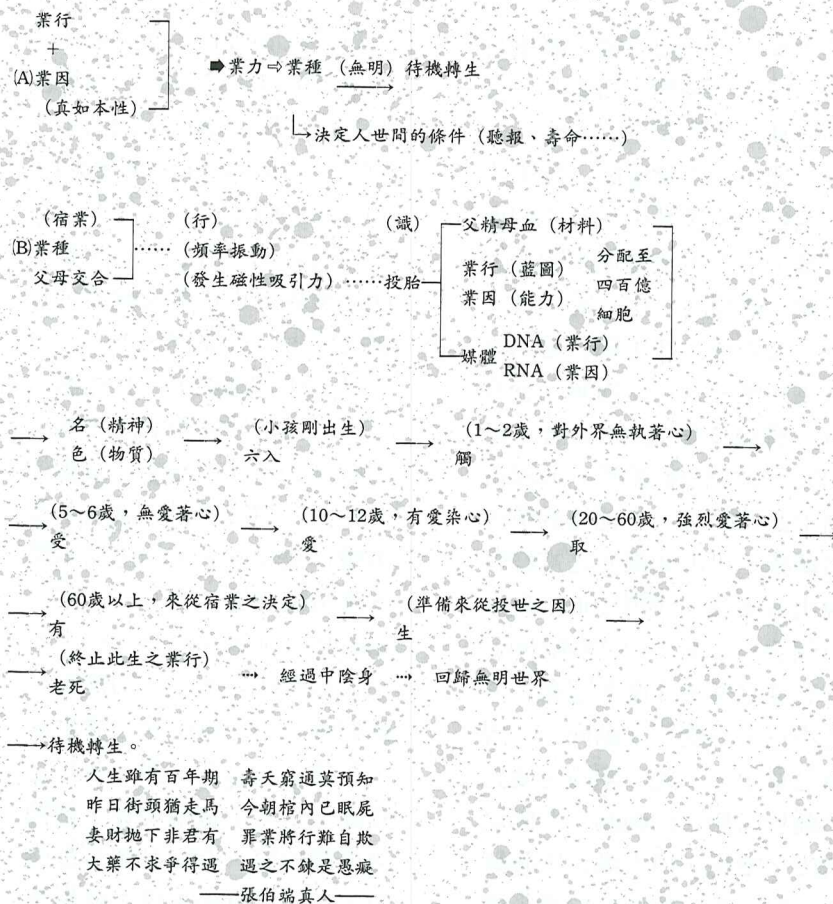 業行
+
(A)業因
(真如本性)
➡業力⇨業種 (無明) 待機轉生
決定人世間的條件(聽報、壽命……)
(宿業) (行) (識) 父精母血(材料)
(B)業種 …… (頻率振動) 業行(藍圖) 分配至
父母交合 (發生磁性吸引力)……投胎 業因(能力) 四百億
細胞
媒體 DNA(業行)
RNA(業因)
→ 名(精神) → (小孩剛出生) → (1~2歲,對外界無執著心) →
色(物質) 六入 觸
→ (5~6歲,無愛著心) → (10~12歲,有愛染心) → (20~60歲,強烈愛著心) →
受 愛 取
→ (60歲以上,來從宿業之決定) → (準備來從投世之因) →
有 生
→ (終止此生之業行) ⋯ 經過中陰身 ⋯ 回歸無明世界
老死
→待機轉生。
人生雖有百年期 壽夭窮通莫預知
昨日街頭猶走馬 今朝棺內已眠屍
妻財拋下非君有 罪業將行難自欺
大藥不求爭得遇 遇之不鍊是愚癡
——張伯端真人——